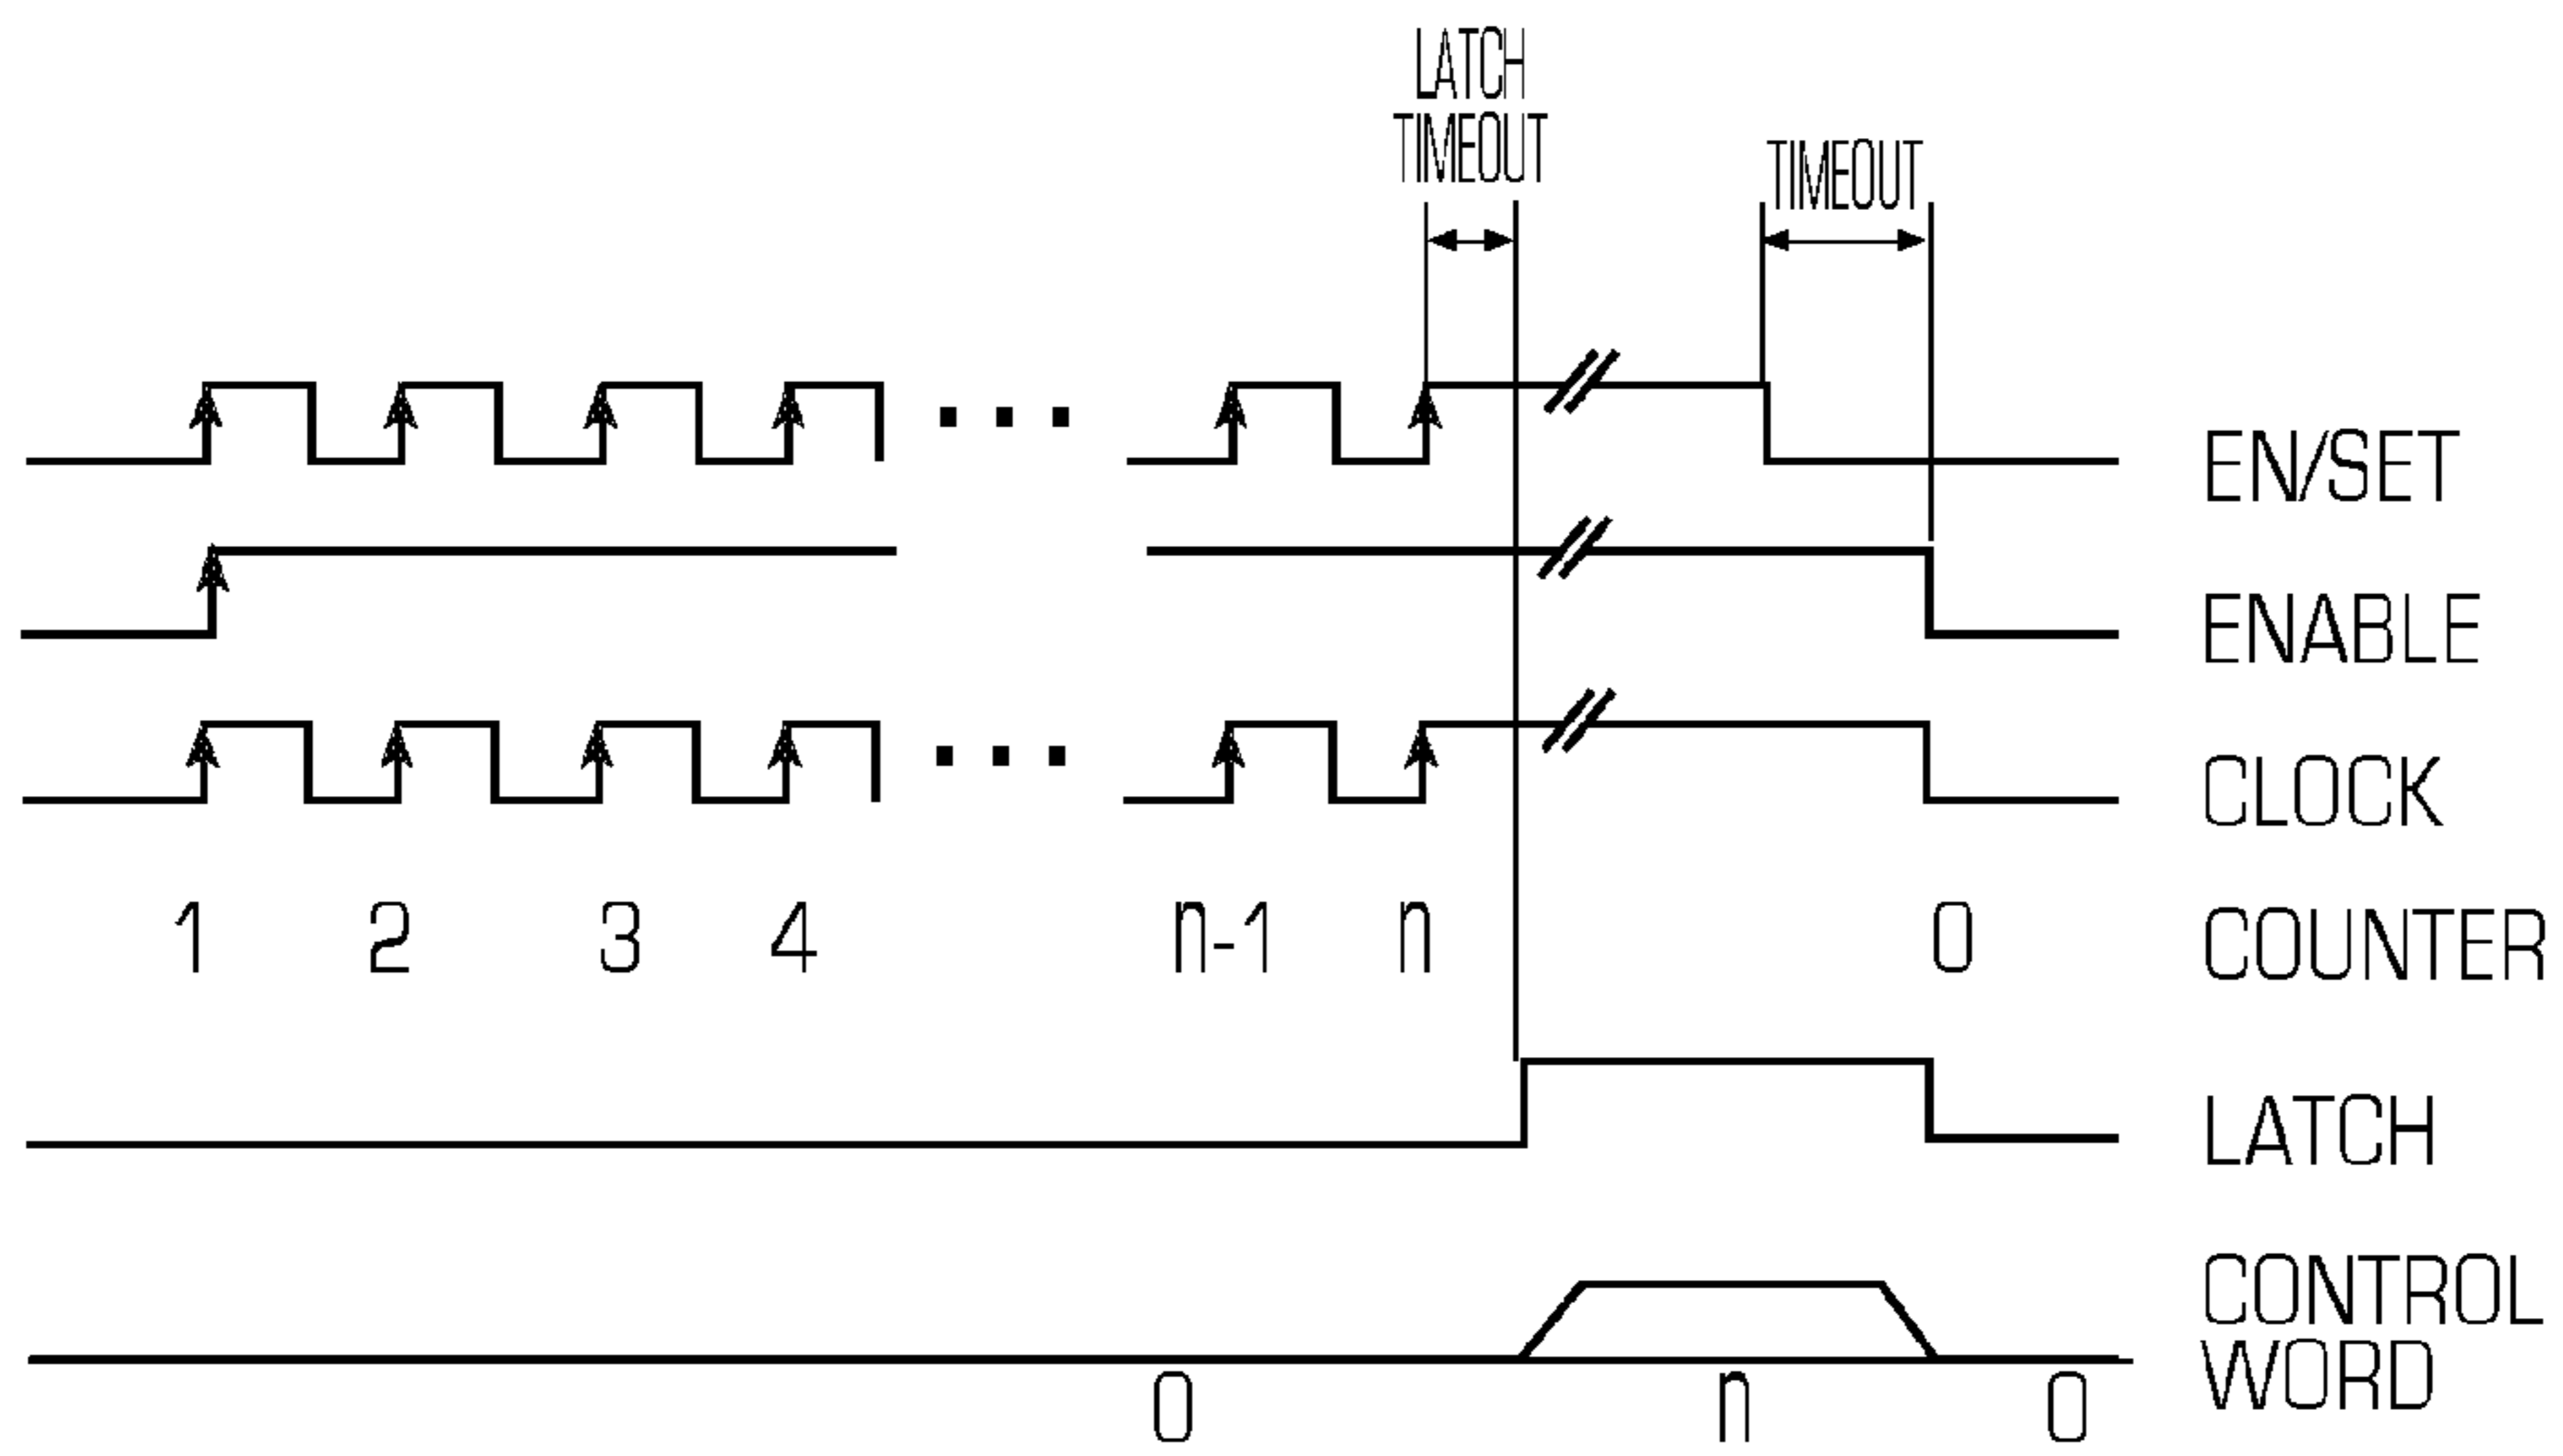 LATCH
TIMEOUT
TIMEOUT
EN/SET
ENABLE
CLOCK
1 2 3 4 n-1 n 0 COUNTER
LATCH
CONTROL
WORD
0 n 0